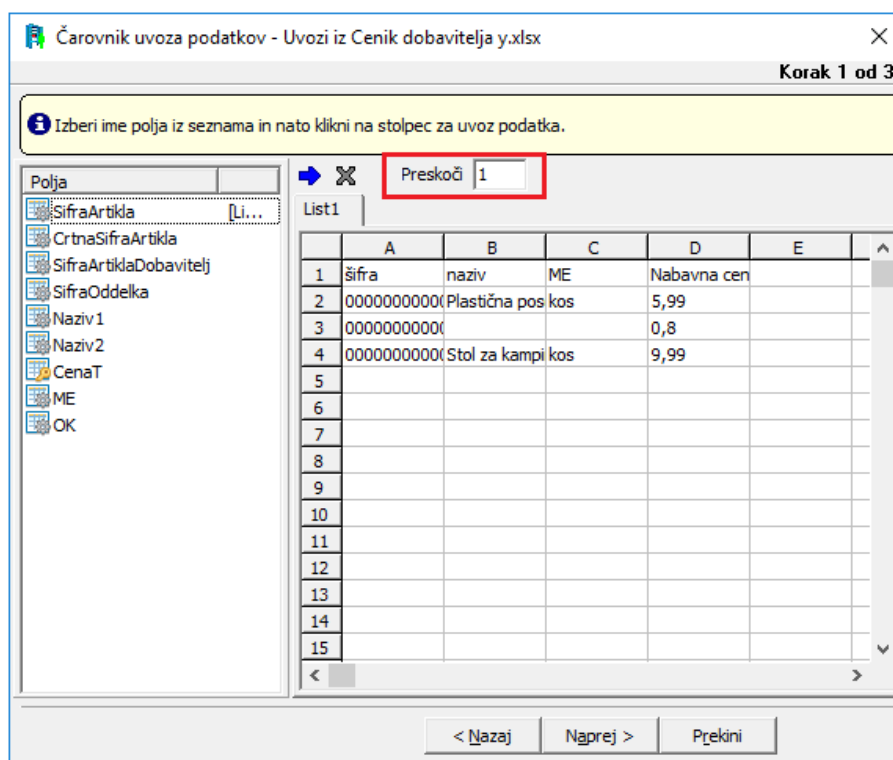 Čarovnik uvoza podatkov - Uvozi iz Cenik dobavitelja y.xlsx
Korak 1 od 3
Izberi ime polja iz seznama in nato klikni na stolpec za uvoz podatka.
Polja
SifraArtikla [Li...
CrtnaSifraArtikla
SifraArtiklaDobavitelj
SifraOddelka
Naziv1
Naziv2
CenaT
ME
OK
Preskoči 1
List1
A B C D E
1 šifra naziv ME Nabavna cen
2 00000000000 Plastična pos kos 5,99
3 00000000000 0,8
4 00000000000 Stol za kampi kos 9,99
5
6
7
8
9
10
11
12
13
14
15
< Nazaj Naprej > Prekini